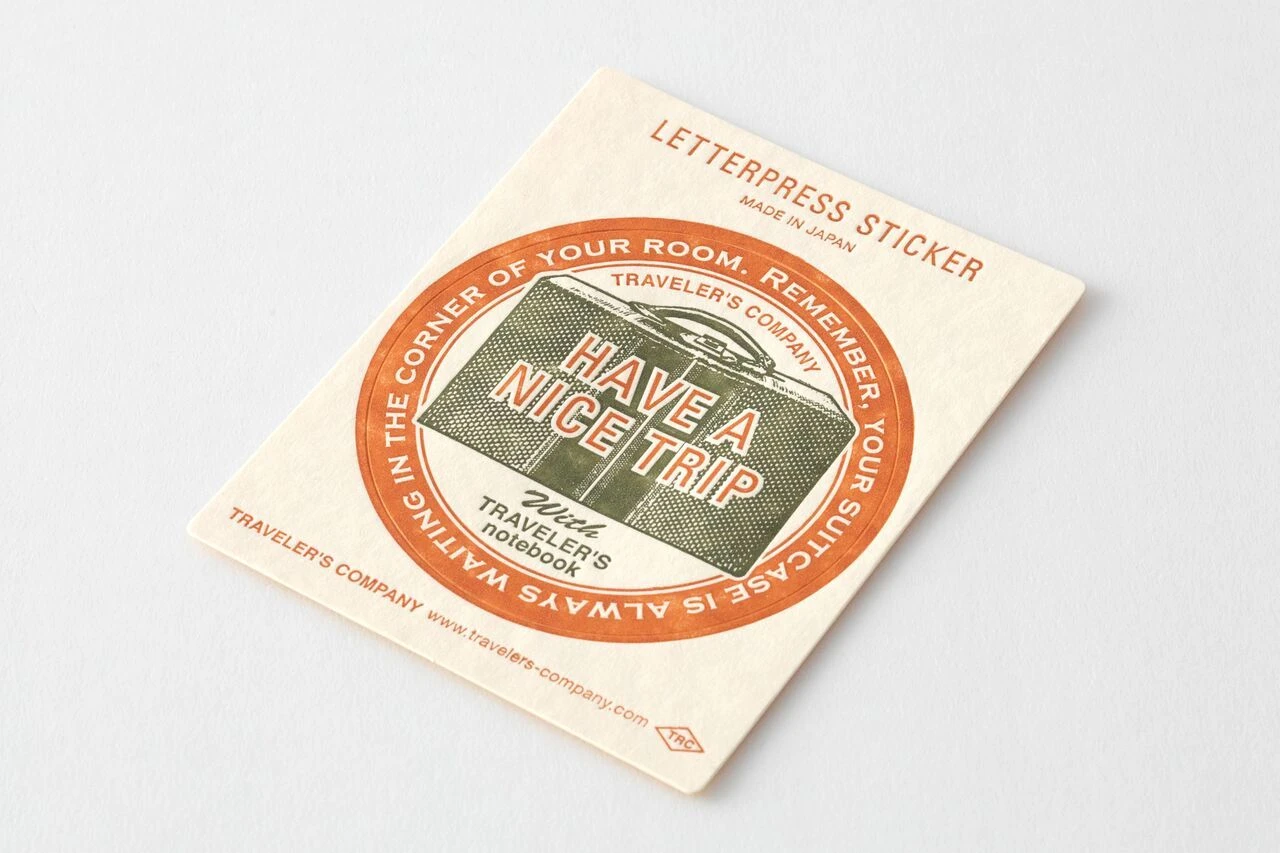 LETTERPRESS STICKER
MADE IN JAPAN
REMEMBER, YOUR SUITCASE IS ALWAYS WAITING IN THE CORNER OF YOUR ROOM.
TRAVELER'S COMPANY
HAVE A
NICE TRIP
With
TRAVELER'S
notebook
TRAVELER'S COMPANY www.travelers-company.com
TRC